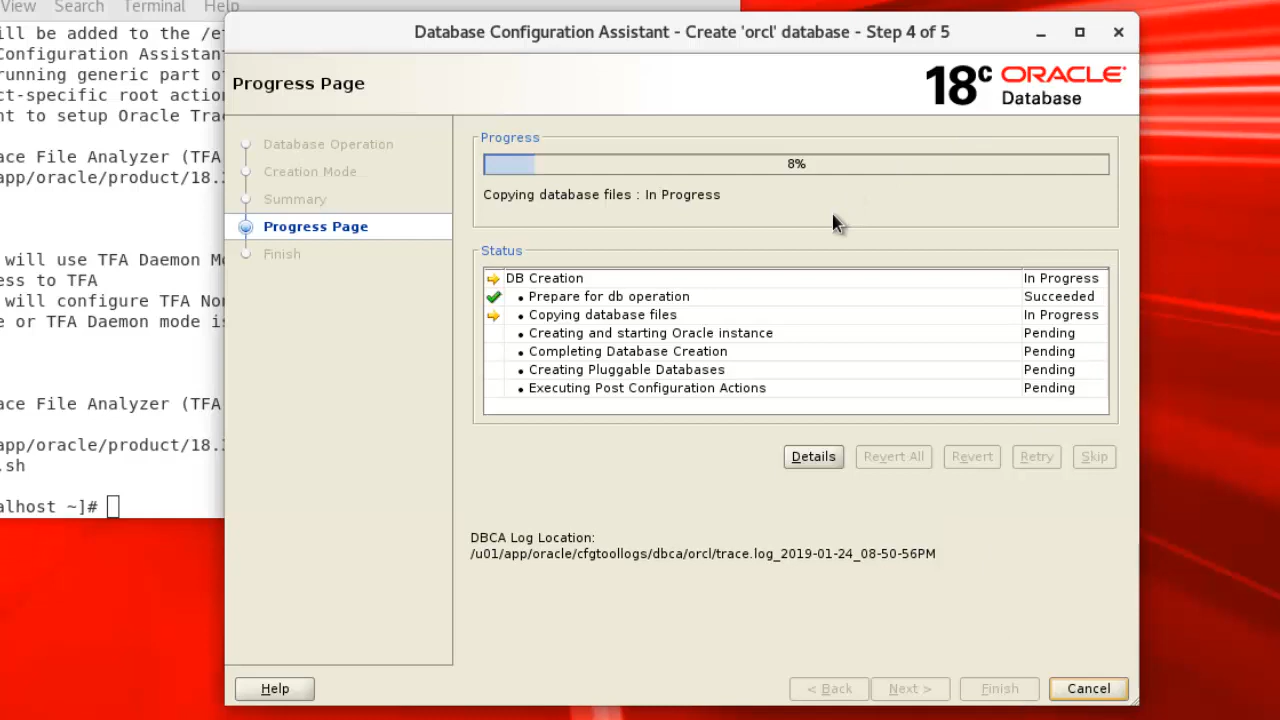 View Search Terminal Help
ill be added to the /e
Configuration Assistant
running generic part o
ct-specific root action
nt to setup Oracle Tra
ace File Analyzer (TFA
app/oracle/product/18.
will use TFA Daemon M
ess to TFA
will configure TFA No
e or TFA Daemon mode i
ace File Analyzer (TFA
app/oracle/product/18.
.sh
alhost ~]#
Database Configuration Assistant - Create 'orcl' database - Step 4 of 5
Progress Page
18c ORACLE®
Database
Database Operation
Creation Mode
Summary
Progress Page
Finish
Progress
8%
Copying database files : In Progress
Status
DB Creation In Progress
• Prepare for db operation Succeeded
• Copying database files In Progress
• Creating and starting Oracle instance Pending
• Completing Database Creation Pending
• Creating Pluggable Databases Pending
• Executing Post Configuration Actions Pending
Details Revert All Revert Retry Skip
DBCA Log Location:
/u01/app/oracle/cfgtoollogs/dbca/orcl/trace.log_2019-01-24_08-50-56PM
Help < Back Next > Finish Cancel